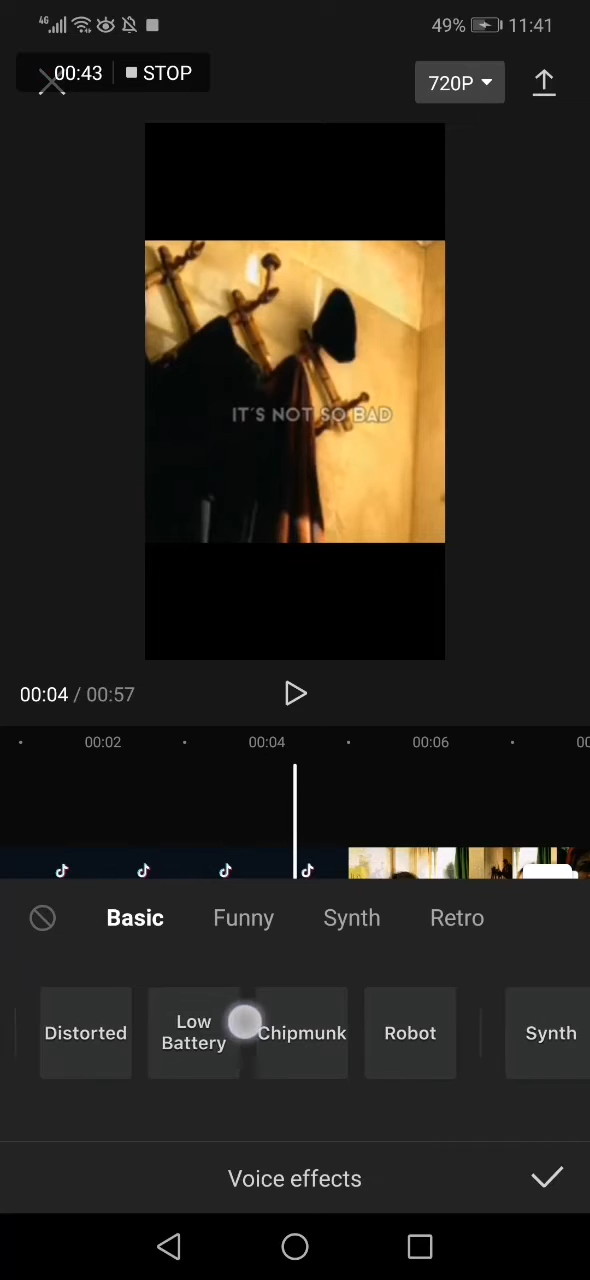 4G
49%
11:41
00:43
STOP
720P
IT'S NOT SO BAD
00:04 / 00:57
00:02
00:04
00:06
Basic
Funny
Synth
Retro
Distorted
Low
Battery
Chipmunk
Robot
Synth
Voice effects